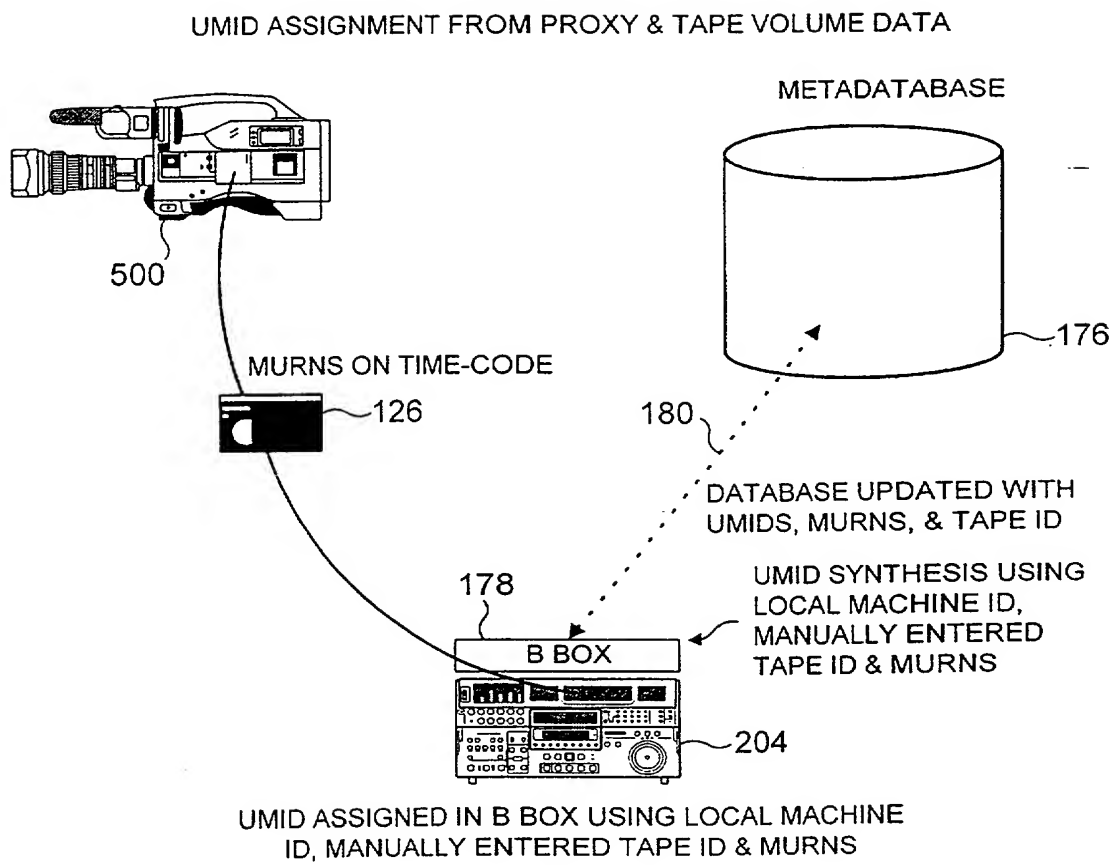 UMID ASSIGNMENT FROM PROXY & TAPE VOLUME DATA
METADATABASE
500
176
MURNS ON TIME-CODE
126
180
DATABASE UPDATED WITH
UMIDS, MURNS, & TAPE ID
178
UMID SYNTHESIS USING
LOCAL MACHINE ID,
MANUALLY ENTERED
TAPE ID & MURNS
B BOX
204
UMID ASSIGNED IN B BOX USING LOCAL MACHINE
ID, MANUALLY ENTERED TAPE ID & MURNS